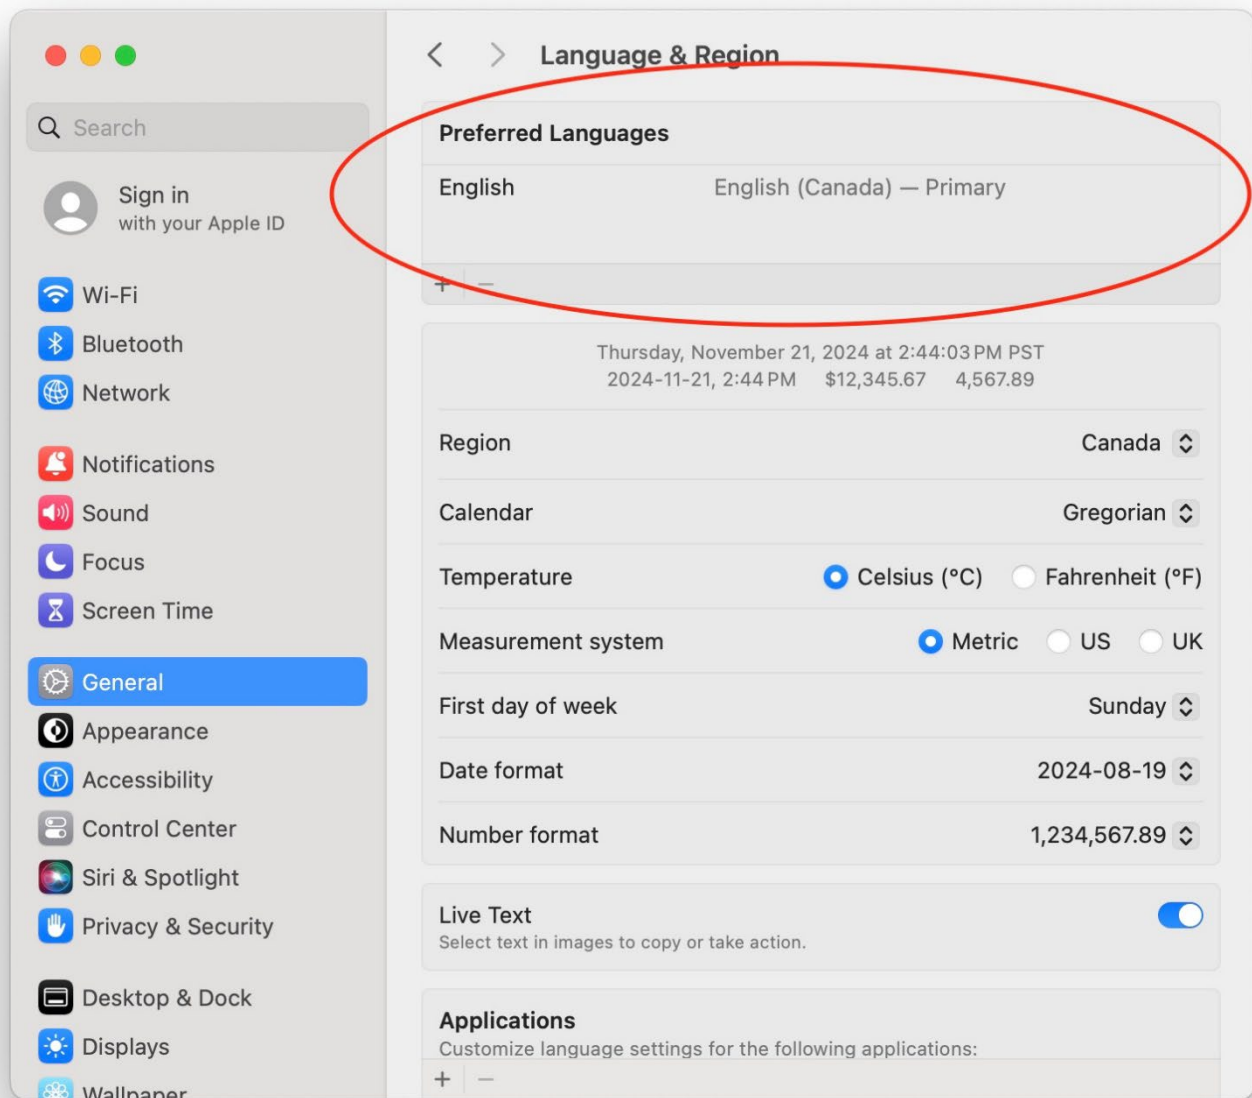 Language & Region
Search
Sign in
with your Apple ID
Wi-Fi
Bluetooth
Network
Notifications
Sound
Focus
Screen Time
General
Appearance
Accessibility
Control Center
Siri & Spotlight
Privacy & Security
Desktop & Dock
Displays
Wallpaper
Preferred Languages
English English (Canada) — Primary
+ −
Thursday, November 21, 2024 at 2:44:03 PM PST
2024-11-21, 2:44 PM $12,345.67 4,567.89
Region Canada
Calendar Gregorian
Temperature Celsius (°C) Fahrenheit (°F)
Measurement system Metric US UK
First day of week Sunday
Date format 2024-08-19
Number format 1,234,567.89
Live Text
Select text in images to copy or take action.
Applications
Customize language settings for the following applications:
+ −